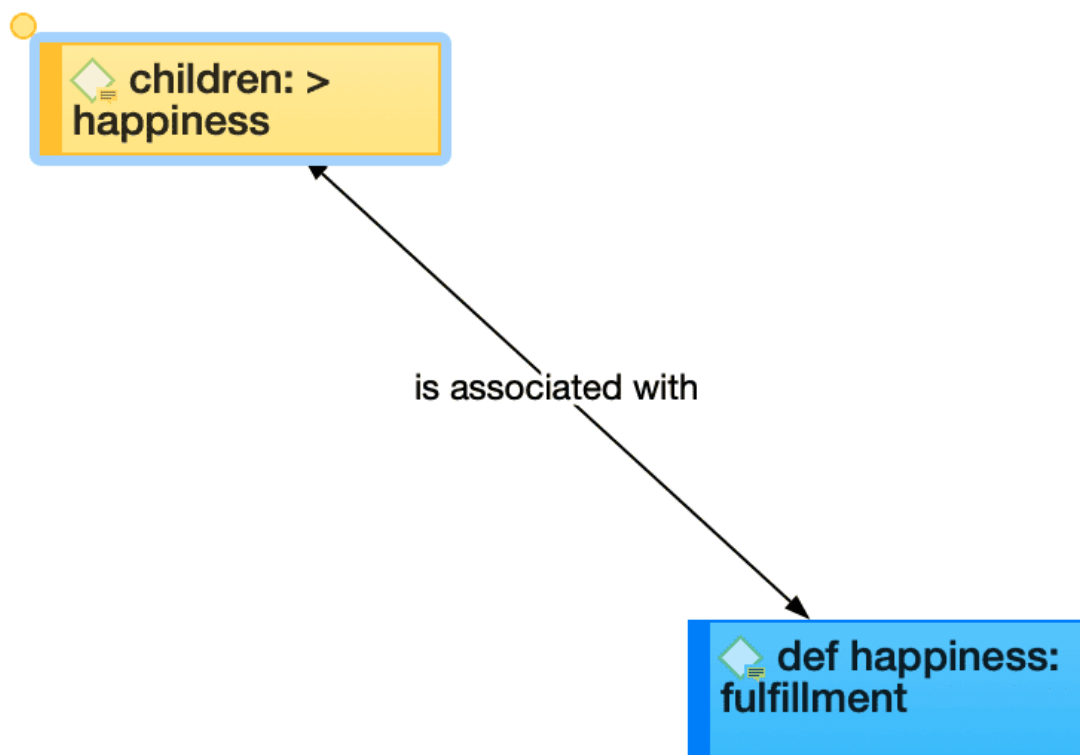 children: >
happiness
is associated with
def happiness:
fulfillment